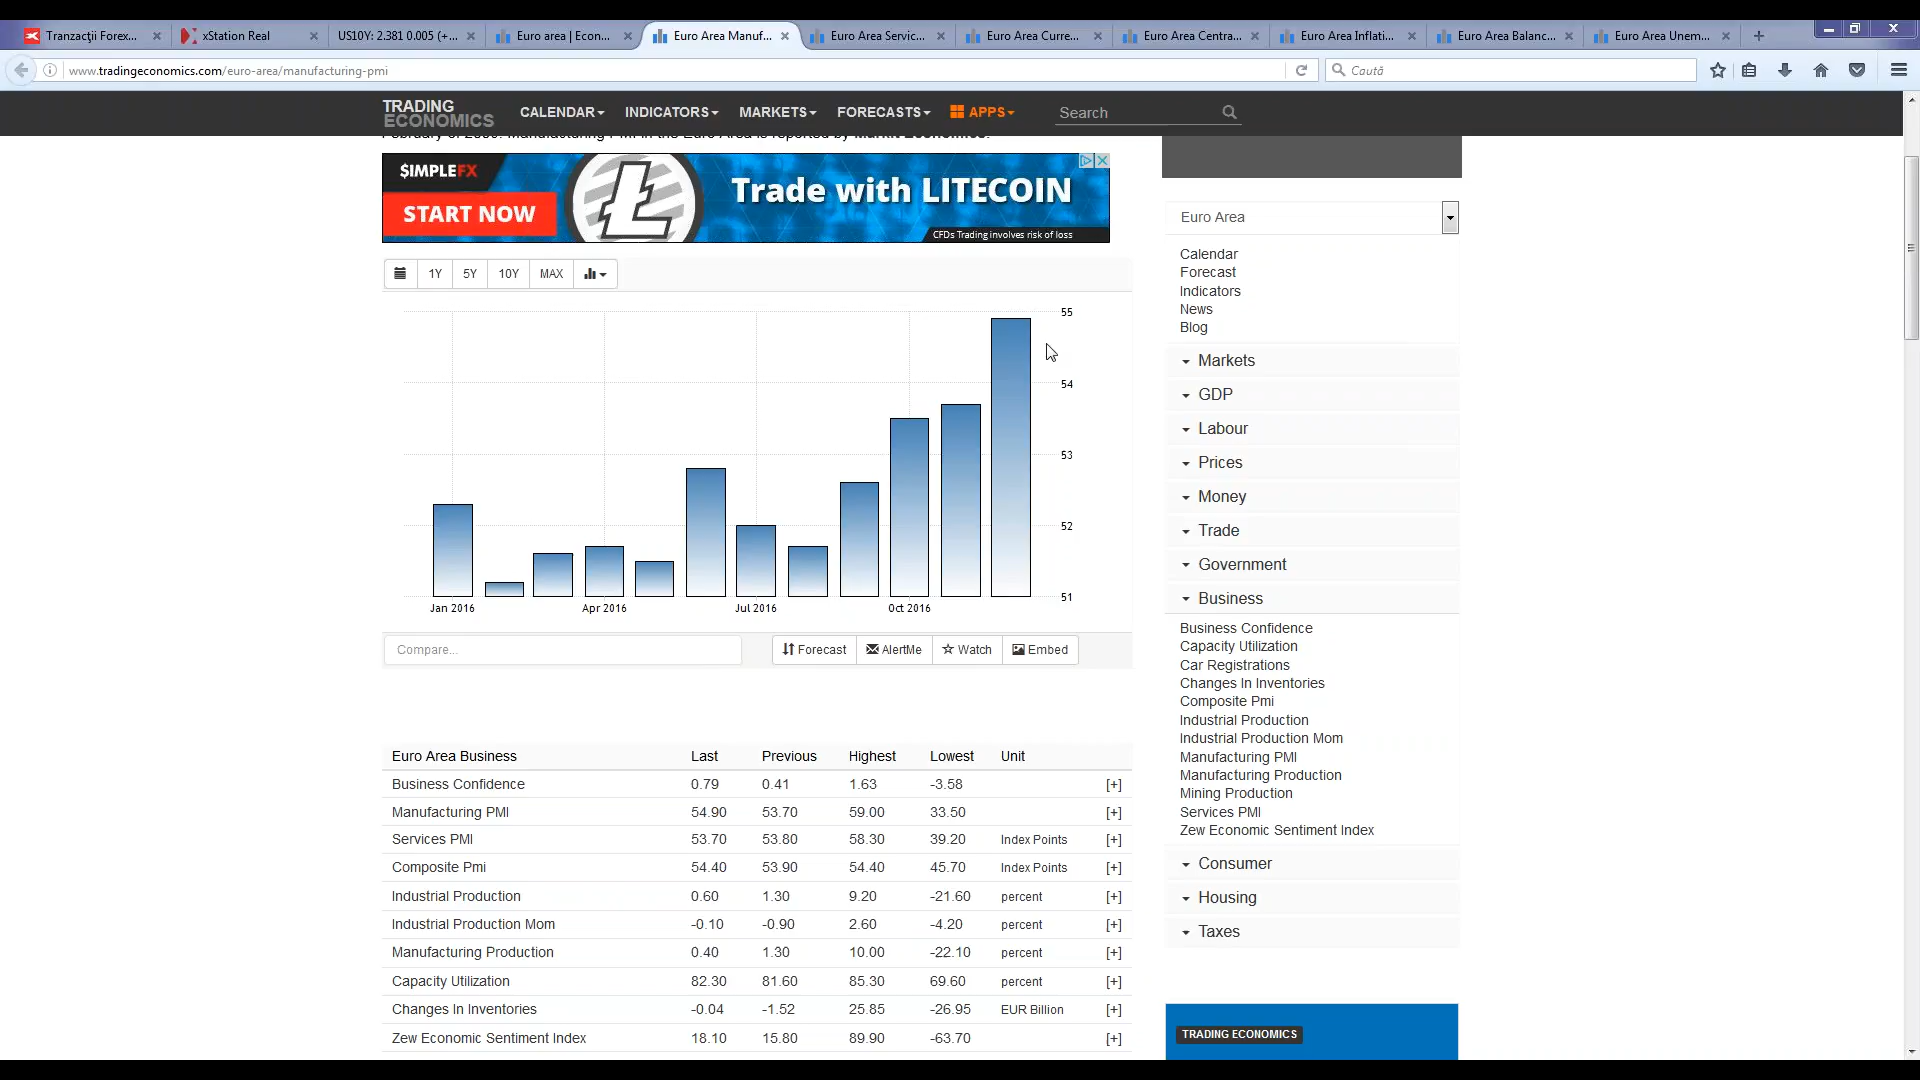 Tranzacții Forex...
xStation Real
US10Y: 2.381 0.005 (+...
Euro area | Econ...
Euro Area Manuf...
Euro Area Servic...
Euro Area Curre...
Euro Area Centra...
Euro Area Inflati...
Euro Area Balanc...
Euro Area Unem...
www.tradingeconomics.com/euro-area/manufacturing-pmi
Caută
TRADING ECONOMICS
CALENDAR
INDICATORS
MARKETS
FORECASTS
APPS
Search
$IMPLEFX
START NOW
Trade with LITECOIN
CFDs Trading involves risk of loss
1Y
5Y
10Y
MAX
55
54
53
52
51
Jan 2016
Apr 2016
Jul 2016
Oct 2016
Compare...
Forecast
AlertMe
Watch
Embed
Euro Area Business Last Previous Highest Lowest Unit
Business Confidence 0.79 0.41 1.63 -3.58 [+]
Manufacturing PMI 54.90 53.70 59.00 33.50 [+]
Services PMI 53.70 53.80 58.30 39.20 Index Points [+]
Composite Pmi 54.40 53.90 54.40 45.70 Index Points [+]
Industrial Production 0.60 1.30 9.20 -21.60 percent [+]
Industrial Production Mom -0.10 -0.90 2.60 -4.20 percent [+]
Manufacturing Production 0.40 1.30 10.00 -22.10 percent [+]
Capacity Utilization 82.30 81.60 85.30 69.60 percent [+]
Changes In Inventories -0.04 -1.52 25.85 -26.95 EUR Billion [+]
Zew Economic Sentiment Index 18.10 15.80 89.90 -63.70 [+]
Euro Area
Calendar
Forecast
Indicators
News
Blog
Markets
GDP
Labour
Prices
Money
Trade
Government
Business
Business Confidence
Capacity Utilization
Car Registrations
Changes In Inventories
Composite Pmi
Industrial Production
Industrial Production Mom
Manufacturing PMI
Manufacturing Production
Mining Production
Services PMI
Zew Economic Sentiment Index
Consumer
Housing
Taxes
TRADING ECONOMICS